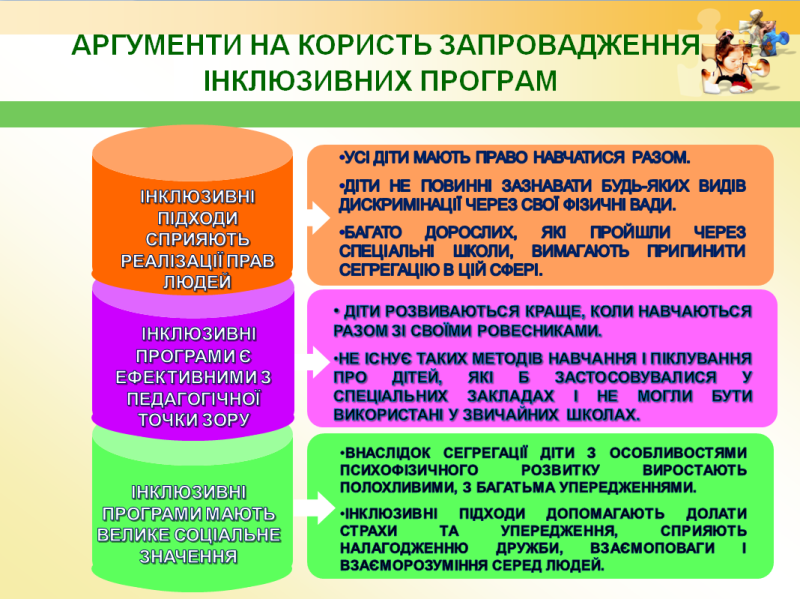 АРГУМЕНТИ НА КОРИСТЬ ЗАПРОВАДЖЕННЯ
ІНКЛЮЗИВНИХ ПРОГРАМ
ІНКЛЮЗИВНІ
ПІДХОДИ
СПРИЯЮТЬ
РЕАЛІЗАЦІЇ ПРАВ
ЛЮДЕЙ
•УСІ ДІТИ МАЮТЬ ПРАВО НАВЧАТИСЯ РАЗОМ.
•ДІТИ НЕ ПОВИННІ ЗАЗНАВАТИ БУДЬ-ЯКИХ ВИДІВ
ДИСКРИМІНАЦІЇ ЧЕРЕЗ СВОЇ ФІЗИЧНІ ВАДИ.
•БАГАТО ДОРОСЛИХ, ЯКІ ПРОЙШЛИ ЧЕРЕЗ
СПЕЦІАЛЬНІ ШКОЛИ, ВИМАГАЮТЬ ПРИПИНИТИ
СЕГРЕГАЦІЮ В ЦІЙ СФЕРІ.
ІНКЛЮЗИВНІ
ПРОГРАМИ Є
ЕФЕКТИВНИМИ З
ПЕДАГОГІЧНОЇ
ТОЧКИ ЗОРУ
• ДІТИ РОЗВИВАЮТЬСЯ КРАЩЕ, КОЛИ НАВЧАЮТЬСЯ
РАЗОМ ЗІ СВОЇМИ РОВЕСНИКАМИ.
•НЕ ІСНУЄ ТАКИХ МЕТОДІВ НАВЧАННЯ І ПІКЛУВАННЯ
ПРО ДІТЕЙ, ЯКІ Б ЗАСТОСОВУВАЛИСЯ У
СПЕЦІАЛЬНИХ ЗАКЛАДАХ І НЕ МОГЛИ БУТИ
ВИКОРИСТАНІ У ЗВИЧАЙНИХ ШКОЛАХ.
ІНКЛЮЗИВНІ
ПРОГРАМИ МАЮТЬ
ВЕЛИКЕ СОЦІАЛЬНЕ
ЗНАЧЕННЯ
•ВНАСЛІДОК СЕГРЕГАЦІЇ ДІТИ З ОСОБЛИВОСТЯМИ
ПСИХОФІЗИЧНОГО РОЗВИТКУ ВИРОСТАЮТЬ
ПОЛОХЛИВИМИ, З БАГАТЬМА УПЕРЕДЖЕННЯМИ.
•ІНКЛЮЗИВНІ ПІДХОДИ ДОПОМАГАЮТЬ ДОЛАТИ
СТРАХИ ТА УПЕРЕДЖЕННЯ, СПРИЯЮТЬ
НАЛАГОДЖЕННЮ ДРУЖБИ, ВЗАЄМОПОВАГИ І
ВЗАЄМОРОЗУМІННЯ СЕРЕД ЛЮДЕЙ.